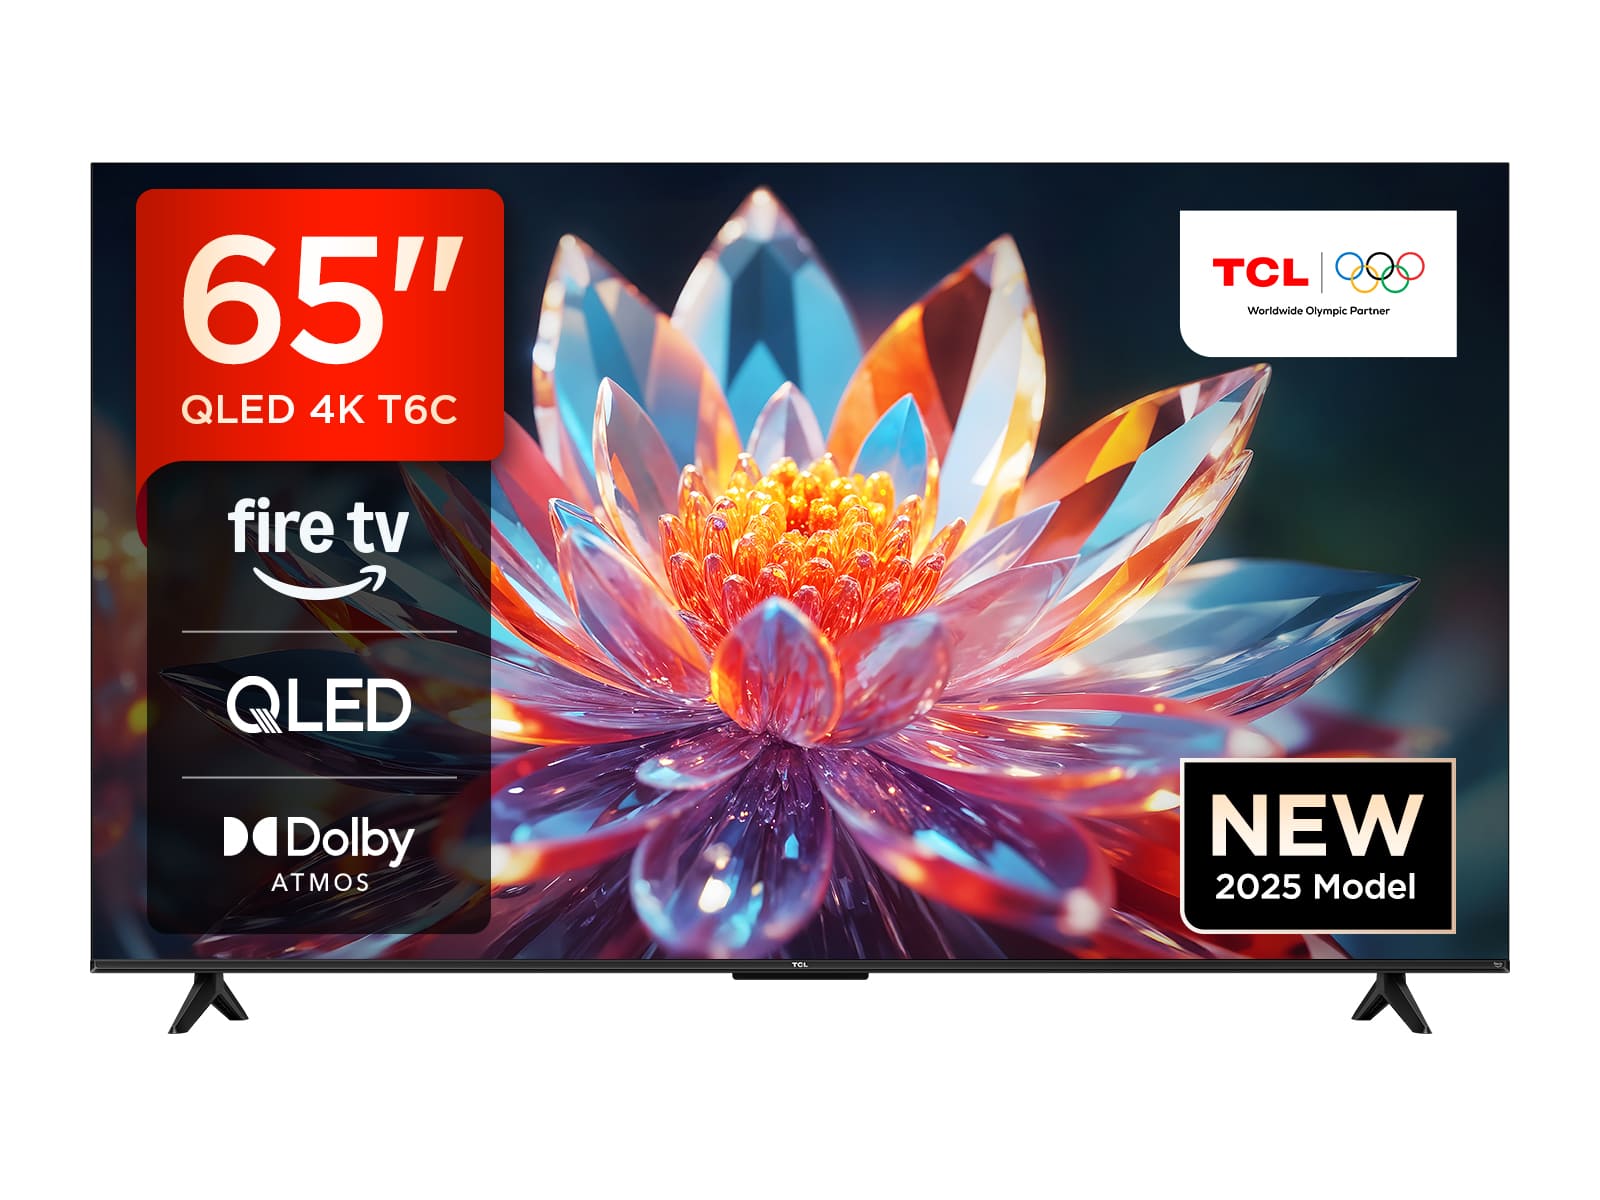 65"
QLED 4K T6C
fire tv
QLED
Dolby
ATMOS
TCL
Worldwide Olympic Partner
NEW
2025 Model
TCL